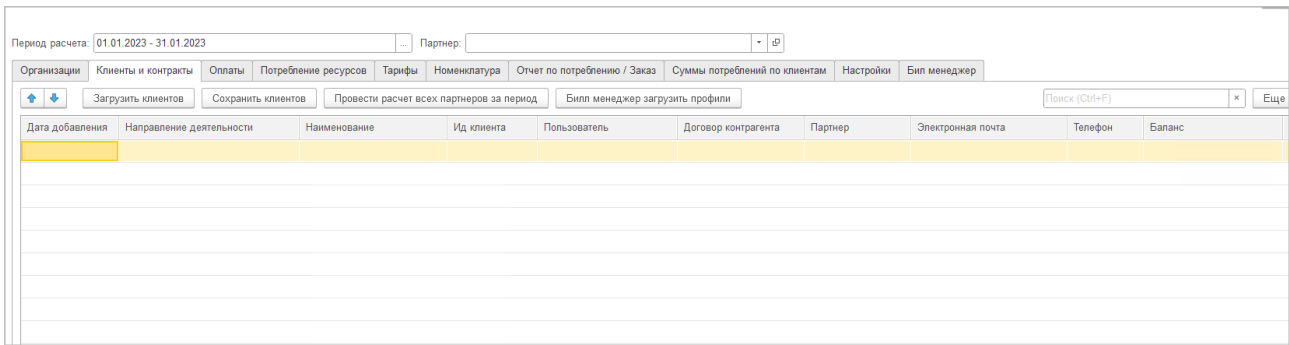 Период расчета: 01.01.2023 - 31.01.2023 ... Партнер:
Организации Клиенты и контракты Оплаты Потребление ресурсов Тарифы Номенклатура Отчет по потреблению / Заказ Суммы потреблений по клиентам Настройки Бил менеджер
Загрузить клиентов Сохранить клиентов Провести расчет всех партнеров за период Билл менеджер загрузить профили Поиск (Ctrl+F) × Еще
Дата добавления Направление деятельности Наименование Ид клиента Пользователь Договор контрагента Партнер Электронная почта Телефон Баланс